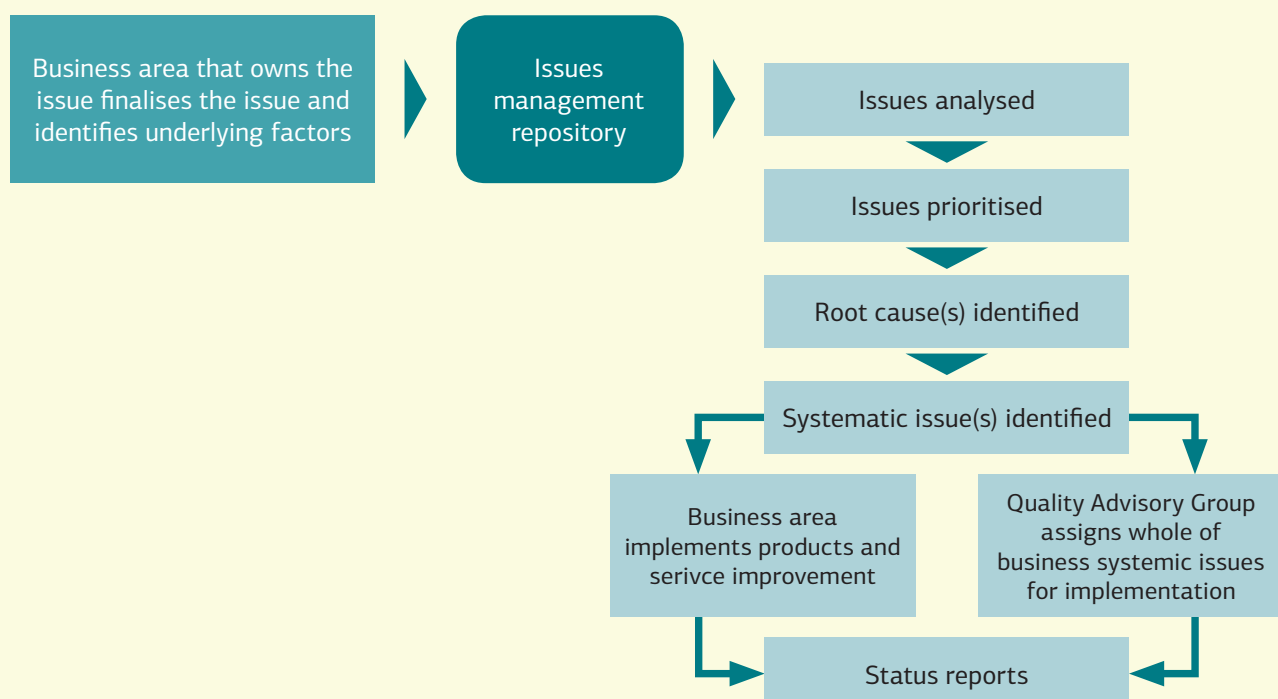 Business area that owns the
issue finalises the issue and
identifies underlying factors
Issues
management
repository
Issues analysed
Issues prioritised
Root cause(s) identified
Systematic issue(s) identified
Business area
implements products and
serivce improvement
Quality Advisory Group
assigns whole of
business systemic issues
for implementation
Status reports